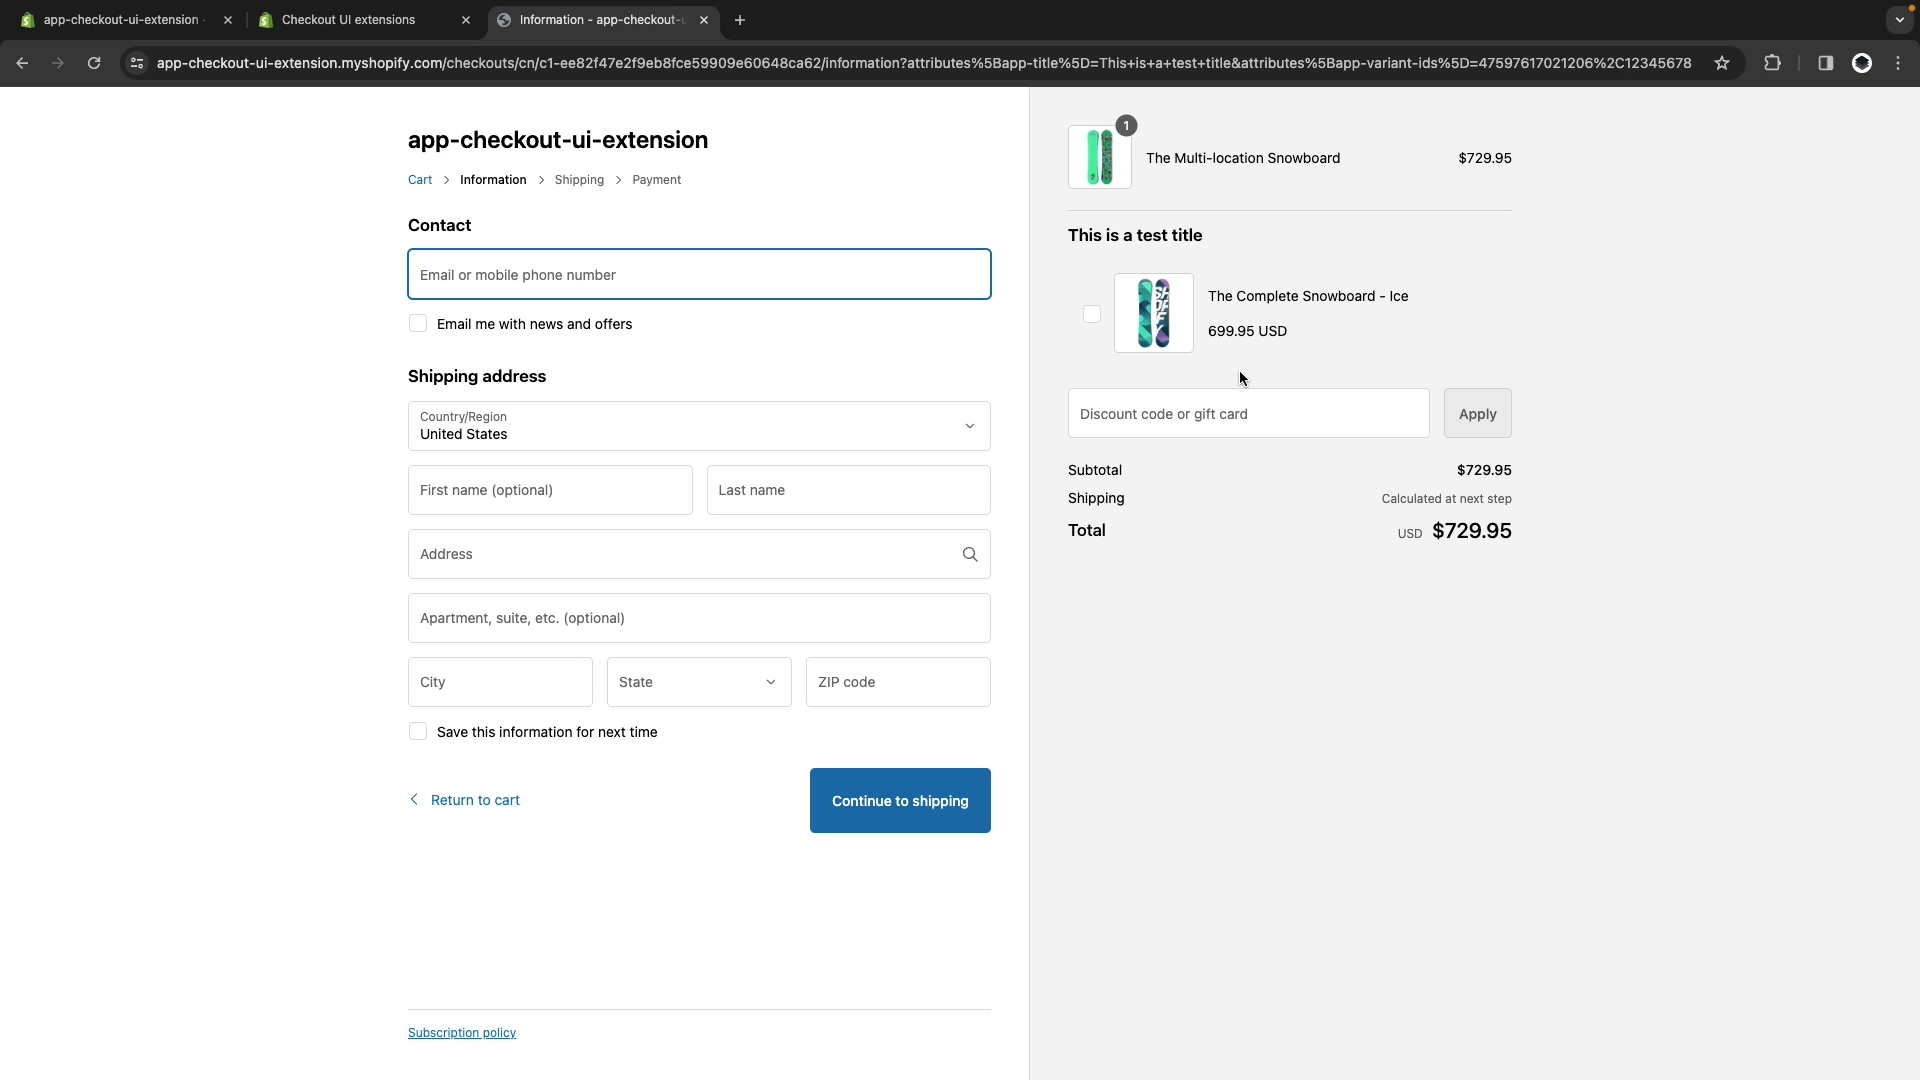 app-checkout-ui-extension
Checkout UI extensions
Information - app-checkout-u
app-checkout-ui-extension.myshopify.com/checkouts/cn/c1-ee82f47e2f9eb8fce59909e60648ca62/information?attributes%5Bapp-title%5D=This+is+a+test+title&attributes%5Bapp-variant-ids%5D=47597617021206%2C12345678
app-checkout-ui-extension
Cart > Information > Shipping > Payment
Contact
Email or mobile phone number
Email me with news and offers
Shipping address
Country/Region
United States
First name (optional)
Last name
Address
Apartment, suite, etc. (optional)
City
State
ZIP code
Save this information for next time
Return to cart
Continue to shipping
Subscription policy
1
The Multi-location Snowboard
$729.95
This is a test title
The Complete Snowboard - Ice
699.95 USD
Discount code or gift card
Apply
Subtotal $729.95
Shipping Calculated at next step
Total USD $729.95